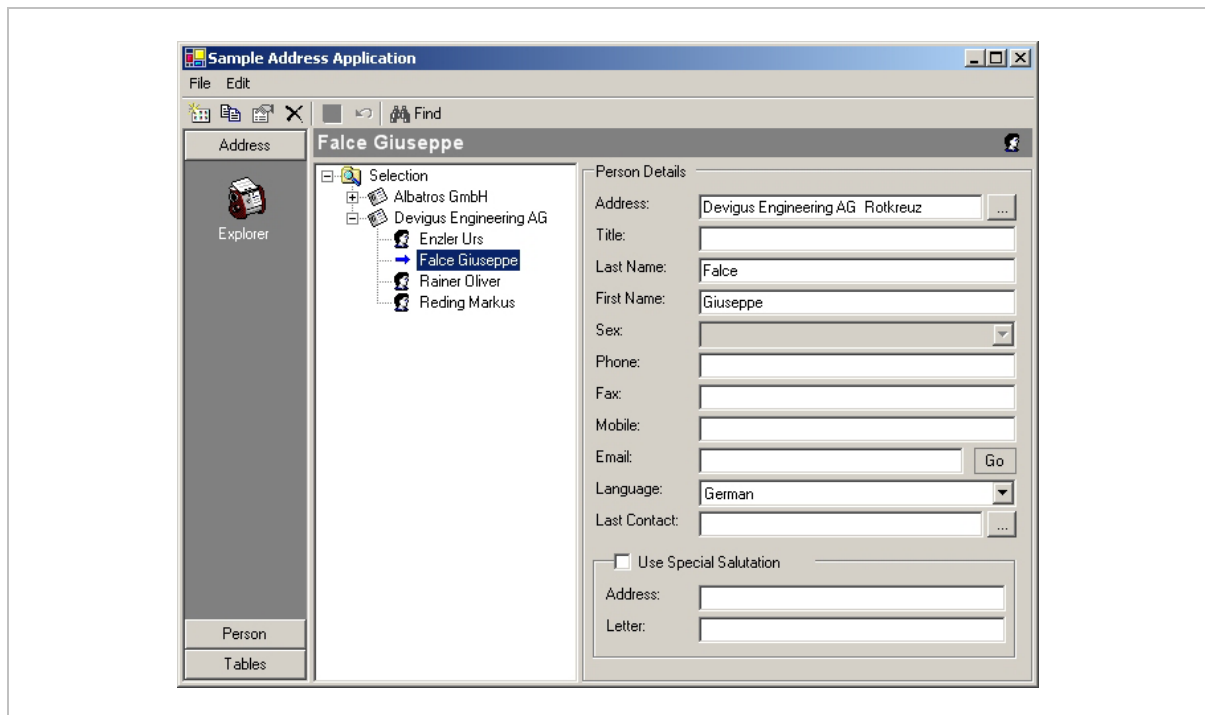 Sample Address Application
File Edit
Find
Address
Explorer
Person
Tables
Falce Giuseppe
Selection
Albatros GmbH
Devigus Engineering AG
Enzler Urs
Falce Giuseppe
Rainer Oliver
Reding Markus
Person Details
Address: Devigus Engineering AG Rotkreuz ...
Title:
Last Name: Falce
First Name: Giuseppe
Sex:
Phone:
Fax:
Mobile:
Email: Go
Language: German
Last Contact: ...
Use Special Salutation
Address:
Letter: